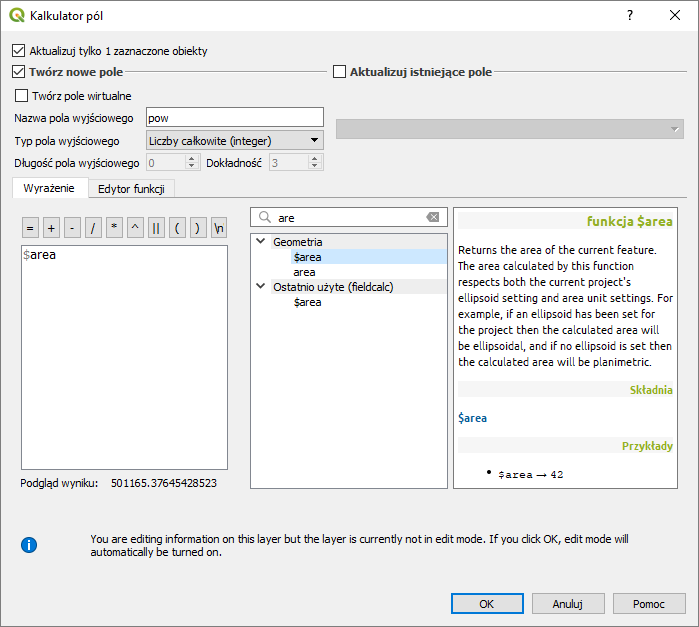 Kalkulator pól
?
Aktualizuj tylko 1 zaznaczone obiekty
Twórz nowe pole
Aktualizuj istniejące pole
Twórz pole wirtualne
Nazwa pola wyjściowego
pow
Typ pola wyjściowego
Liczby całkowite (integer)
Długość pola wyjściowego
0
Dokładność
3
Wyrażenie
Edytor funkcji
= + - / * ^ || ( ) \n
$area
Podgląd wyniku: 501165.37645428523
are
Geometria
$area
area
Ostatnio użyte (fieldcalc)
$area
funkcja $area
Returns the area of the current feature.
The area calculated by this function
respects both the current project's
ellipsoid setting and area unit settings. For
example, if an ellipsoid has been set for
the project then the calculated area will
be ellipsoidal, and if no ellipsoid is set then
the calculated area will be planimetric.
Składnia
$area
Przykłady
• $area → 42
You are editing information on this layer but the layer is currently not in edit mode. If you click OK, edit mode will
automatically be turned on.
OK
Anuluj
Pomoc